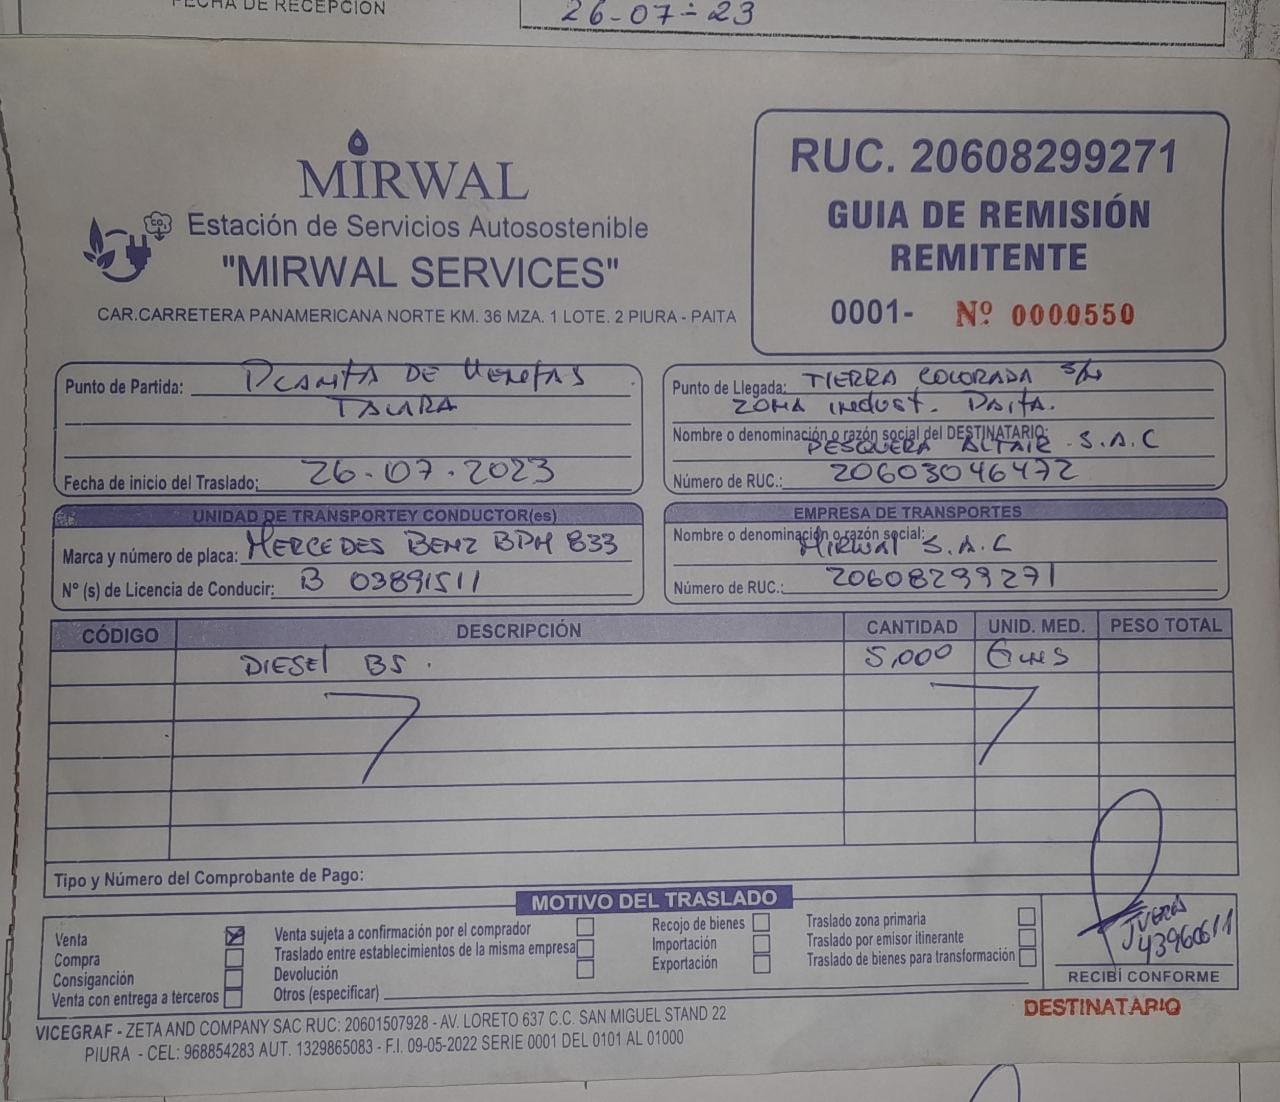 FECHA DE RECEPCIÓN
26-07-23
MIRWAL
CO2
Estación de Servicios Autosostenible
"MIRWAL SERVICES"
CAR.CARRETERA PANAMERICANA NORTE KM. 36 MZA. 1 LOTE. 2 PIURA - PAITA
RUC. 20608299271
GUIA DE REMISIÓN
REMITENTE
0001- Nº 0000550
Punto de Partida: PLANTA DE VENTAS
TALARA
Fecha de inicio del Traslado: 26-07-2023
Punto de Llegada: TIERRA COLORADA S/N
ZONA INDUST. PAITA.
Nombre o denominación o razón social del DESTINATARIO:
PESQUERA ALTAIR S.A.C
Número de RUC.: 20603046472
UNIDAD DE TRANSPORTEY CONDUCTOR(es)
Marca y número de placa: MERCEDES BENZ BPH 833
Nº (s) de Licencia de Conducir: B 03891511
EMPRESA DE TRANSPORTES
Nombre o denominación o razón social:
MIRWAL S.A.C
Número de RUC.: 20608299271
CÓDIGO DESCRIPCIÓN CANTIDAD UNID. MED. PESO TOTAL
DIESEL B5. 5,000 GLNS
Tipo y Número del Comprobante de Pago:
MOTIVO DEL TRASLADO
Venta
Compra
Consiganción
Venta con entrega a terceros
Venta sujeta a confirmación por el comprador
Traslado entre establecimientos de la misma empresa
Devolución
Otros (especificar)
Recojo de bienes
Importación
Exportación
Traslado zona primaria
Traslado por emisor itinerante
Traslado de bienes para transformación
43960611
RECIBÍ CONFORME
DESTINATARIO
VICEGRAF - ZETA AND COMPANY SAC RUC: 20601507928 - AV. LORETO 637 C.C. SAN MIGUEL STAND 22
PIURA - CEL: 968854283 AUT. 1329865083 - F.I. 09-05-2022 SERIE 0001 DEL 0101 AL 01000